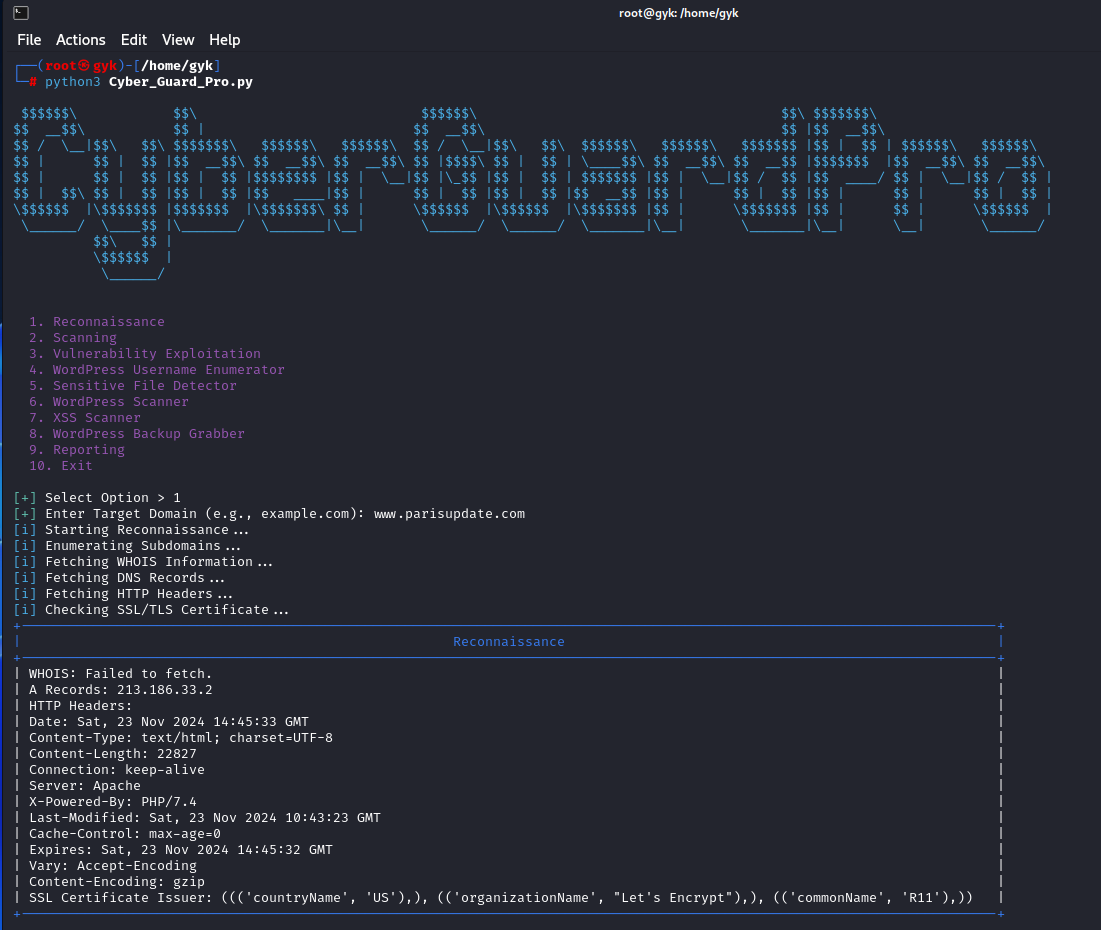 root@gyk: /home/gyk
File Actions Edit View Help
┌──(root㉿gyk)-[/home/gyk]
└─# python3 Cyber_Guard_Pro.py
CyberGuardPro
1. Reconnaissance
2. Scanning
3. Vulnerability Exploitation
4. WordPress Username Enumerator
5. Sensitive File Detector
6. WordPress Scanner
7. XSS Scanner
8. WordPress Backup Grabber
9. Reporting
10. Exit
[+] Select Option > 1
[+] Enter Target Domain (e.g., example.com): www.parisupdate.com
[i] Starting Reconnaissance...
[i] Enumerating Subdomains...
[i] Fetching WHOIS Information...
[i] Fetching DNS Records...
[i] Fetching HTTP Headers...
[i] Checking SSL/TLS Certificate...
Reconnaissance
WHOIS: Failed to fetch.
A Records: 213.186.33.2
HTTP Headers:
Date: Sat, 23 Nov 2024 14:45:33 GMT
Content-Type: text/html; charset=UTF-8
Content-Length: 22827
Connection: keep-alive
Server: Apache
X-Powered-By: PHP/7.4
Last-Modified: Sat, 23 Nov 2024 10:43:23 GMT
Cache-Control: max-age=0
Expires: Sat, 23 Nov 2024 14:45:32 GMT
Vary: Accept-Encoding
Content-Encoding: gzip
SSL Certificate Issuer: ((('countryName', 'US'),), (('organizationName', "Let's Encrypt"),), (('commonName', 'R11'),))